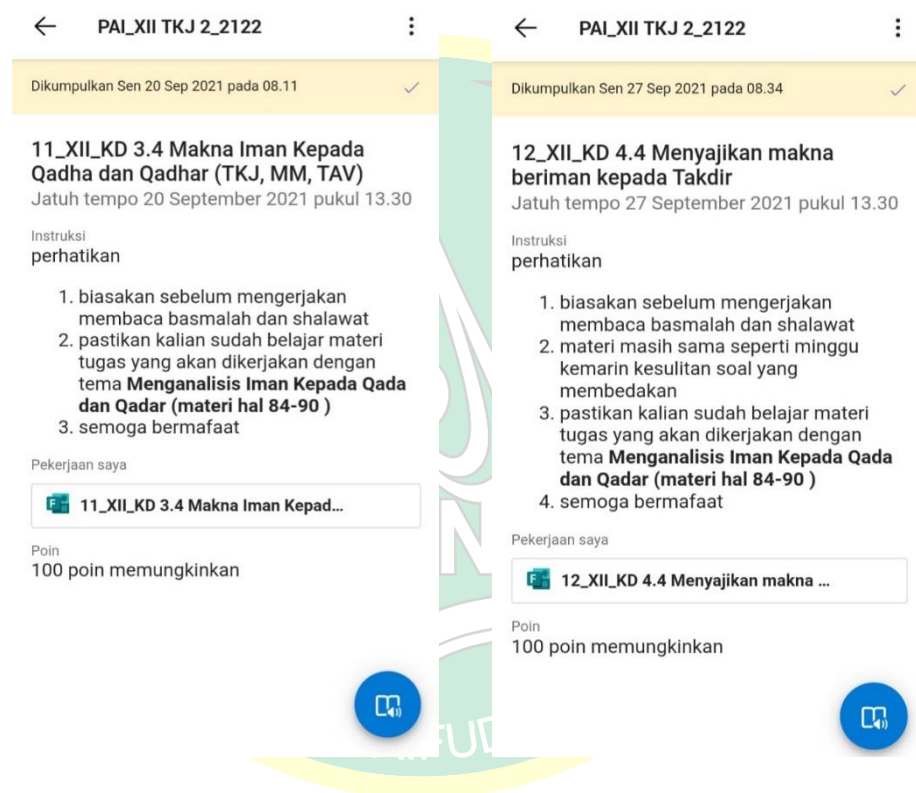 PAI_XII TKJ 2_2122
Dikumpulkan Sen 20 Sep 2021 pada 08.11
11_XII_KD 3.4 Makna Iman Kepada
Qadha dan Qadhar (TKJ, MM, TAV)
Jatuh tempo 20 September 2021 pukul 13.30
Instruksi
perhatikan
1. biasakan sebelum mengerjakan
membaca basmalah dan shalawat
2. pastikan kalian sudah belajar materi
tugas yang akan dikerjakan dengan
tema Menganalisis Iman Kepada Qada
dan Qadar (materi hal 84-90 )
3. semoga bermafaat
Pekerjaan saya
11_XII_KD 3.4 Makna Iman Kepad...
Poin
100 poin memungkinkan
PAI_XII TKJ 2_2122
Dikumpulkan Sen 27 Sep 2021 pada 08.34
12_XII_KD 4.4 Menyajikan makna
beriman kepada Takdir
Jatuh tempo 27 September 2021 pukul 13.30
Instruksi
perhatikan
1. biasakan sebelum mengerjakan
membaca basmalah dan shalawat
2. materi masih sama seperti minggu
kemarin kesulitan soal yang
membedakan
3. pastikan kalian sudah belajar materi
tugas yang akan dikerjakan dengan
tema Menganalisis Iman Kepada Qada
dan Qadar (materi hal 84-90 )
4. semoga bermafaat
Pekerjaan saya
12_XII_KD 4.4 Menyajikan makna ...
Poin
100 poin memungkinkan